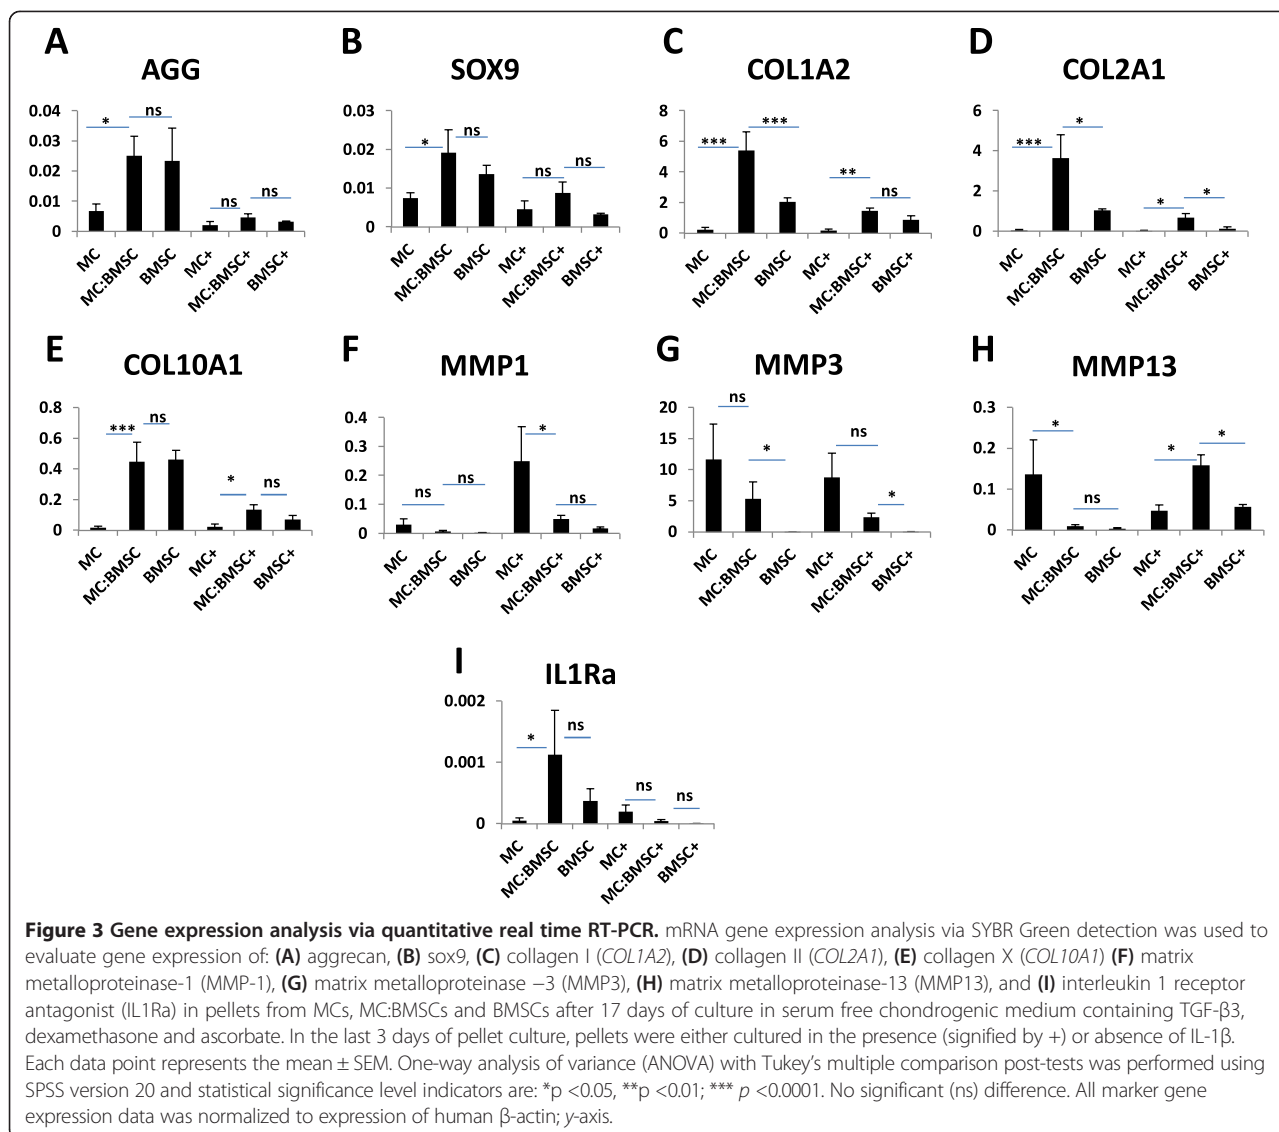 A
AGG
0.04
0.03
0.02
0.01
0
*
ns
ns
ns
MC
MC:BMSC
BMSC
MC+
MC:BMSC+
BMSC+
B
SOX9
0.03
0.02
0.01
0
*
ns
ns
ns
MC
MC:BMSC
BMSC
MC+
MC:BMSC+
BMSC+
C
COL1A2
8
6
4
2
0
***
***
**
ns
MC
MC:BMSC
BMSC
MC+
MC:BMSC+
BMSC+
D
COL2A1
6
4
2
0
***
*
*
*
MC
MC:BMSC
BMSC
MC+
MC:BMSC+
BMSC+
E
COL10A1
0.8
0.6
0.4
0.2
0
***
ns
*
ns
MC
MC:BMSC
BMSC
MC+
MC:BMSC+
BMSC+
F
MMP1
0.4
0.3
0.2
0.1
0
ns
ns
*
ns
MC
MC:BMSC
BMSC
MC+
MC:BMSC+
BMSC+
G
MMP3
20
15
10
5
0
ns
*
ns
*
MC
MC:BMSC
BMSC
MC+
MC:BMSC+
BMSC+
H
MMP13
0.3
0.2
0.1
0
*
ns
*
*
MC
MC:BMSC
BMSC
MC+
MC:BMSC+
BMSC+
I
IL1Ra
0.002
0.001
0
*
ns
ns
ns
MC
MC:BMSC
BMSC
MC+
MC:BMSC+
BMSC+
Figure 3 Gene expression analysis via quantitative real time RT-PCR. mRNA gene expression analysis via SYBR Green detection was used to
evaluate gene expression of: (A) aggrecan, (B) sox9, (C) collagen I (COL1A2), (D) collagen II (COL2A1), (E) collagen X (COL10A1) (F) matrix
metalloproteinase-1 (MMP-1), (G) matrix metalloproteinase −3 (MMP3), (H) matrix metalloproteinase-13 (MMP13), and (I) interleukin 1 receptor
antagonist (IL1Ra) in pellets from MCs, MC:BMSCs and BMSCs after 17 days of culture in serum free chondrogenic medium containing TGF-β3,
dexamethasone and ascorbate. In the last 3 days of pellet culture, pellets were either cultured in the presence (signified by +) or absence of IL-1β.
Each data point represents the mean ± SEM. One-way analysis of variance (ANOVA) with Tukey's multiple comparison post-tests was performed using
SPSS version 20 and statistical significance level indicators are: *p <0.05, **p <0.01; *** p <0.0001. No significant (ns) difference. All marker gene
expression data was normalized to expression of human β-actin; y-axis.